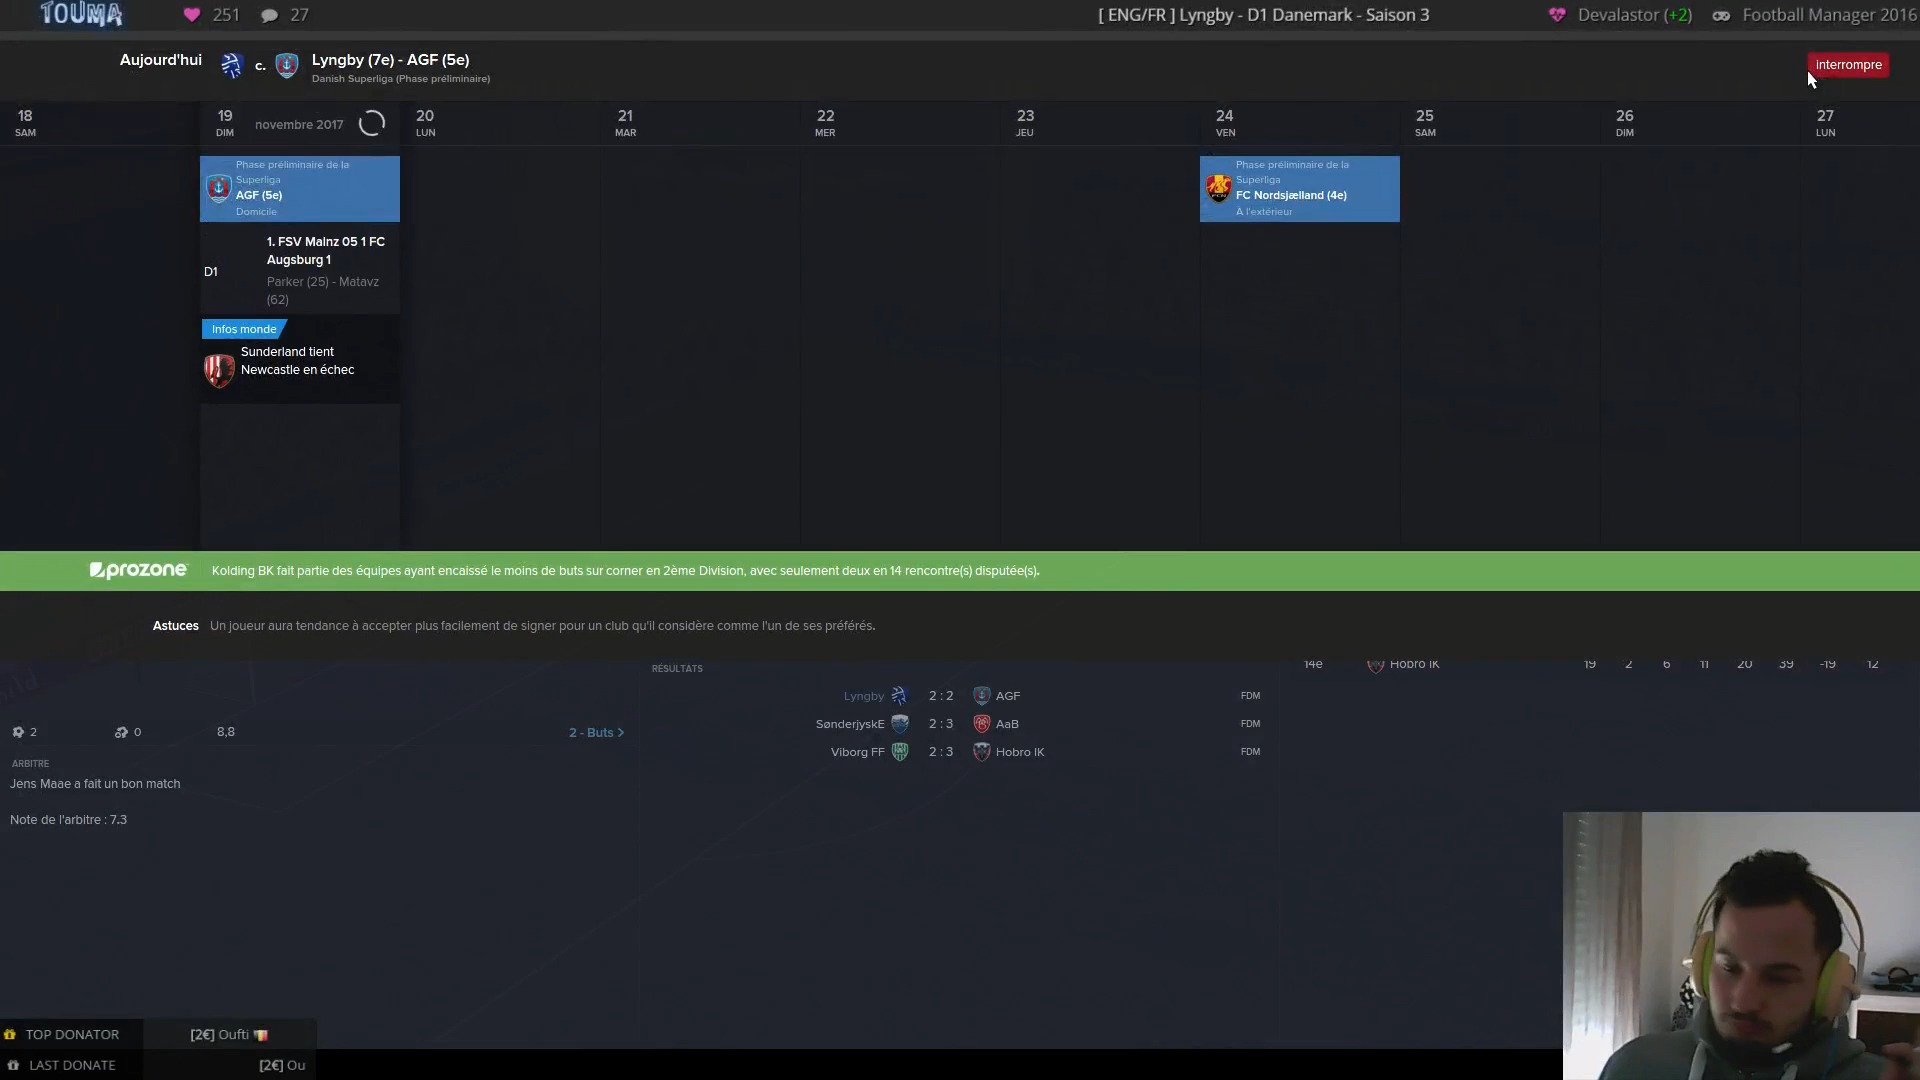 TOUMA 251 27 [ ENG/FR ] Lyngby - D1 Danemark - Saison 3 Devalastor (+2) Football Manager 2016
Aujourd'hui c. Lyngby (7e) - AGF (5e)
Danish Superliga (Phase préliminaire)
interrompre
18 19 20 21 22 23 24 25 26 27
SAM DIM novembre 2017 LUN MAR MER JEU VEN SAM DIM LUN
Phase préliminaire de la
Superliga
AGF (5e)
Domicile
Phase préliminaire de la
Superliga
FC Nordsjælland (4e)
À l'extérieur
D1
1. FSV Mainz 05 1 FC
Augsburg 1
Parker (25) - Matavz
(62)
Infos monde
Sunderland tient
Newcastle en échec
prozone Kolding BK fait partie des équipes ayant encaissé le moins de buts sur corner en 2ème Division, avec seulement deux en 14 rencontre(s) disputée(s).
Astuces Un joueur aura tendance à accepter plus facilement de signer pour un club qu'il considère comme l'un de ses préférés.
14e Hobro IK 19 2 6 11 20 39 -19 12
RÉSULTATS
Lyngby 2 : 2 AGF FDM
SønderjyskE 2 : 3 AaB FDM
Viborg FF 2 : 3 Hobro IK FDM
2 0 8,8 2 - Buts
ARBITRE
Jens Maae a fait un bon match
Note de l'arbitre : 7.3
TOP DONATOR [2€] Oufti
LAST DONATE [2€] Ou